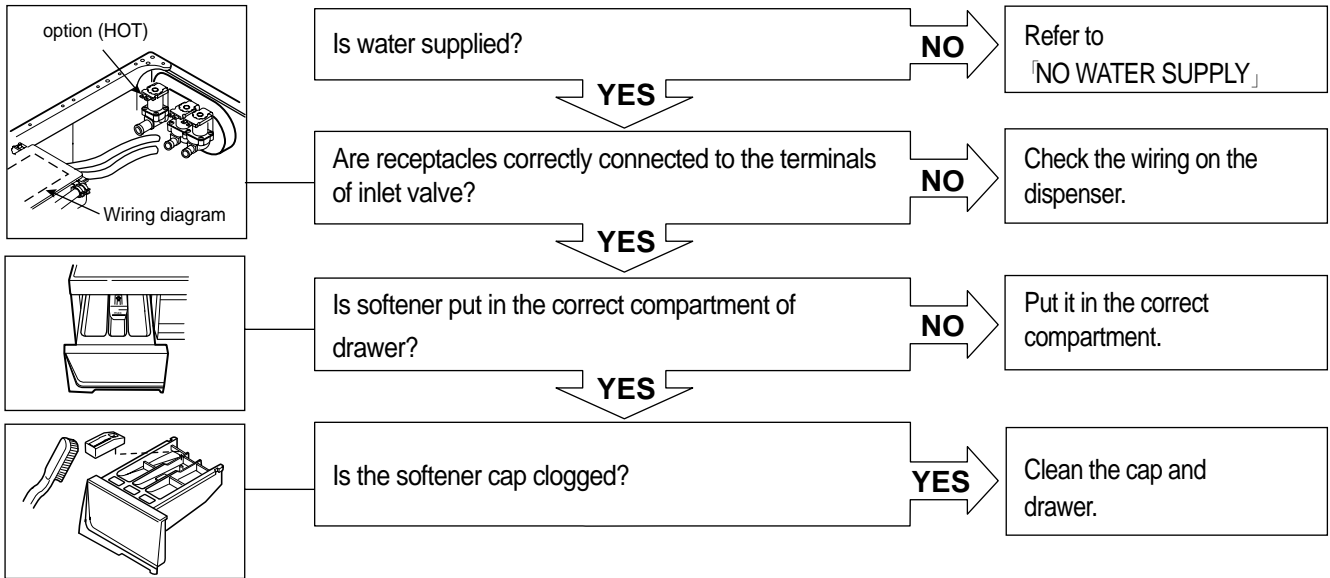 option (HOT)
Wiring diagram
Is water supplied?
NO
Refer to
「NO WATER SUPPLY」
YES
Are receptacles correctly connected to the terminals
of inlet valve?
NO
Check the wiring on the
dispenser.
YES
Is softener put in the correct compartment of
drawer?
NO
Put it in the correct
compartment.
YES
Is the softener cap clogged?
YES
Clean the cap and
drawer.